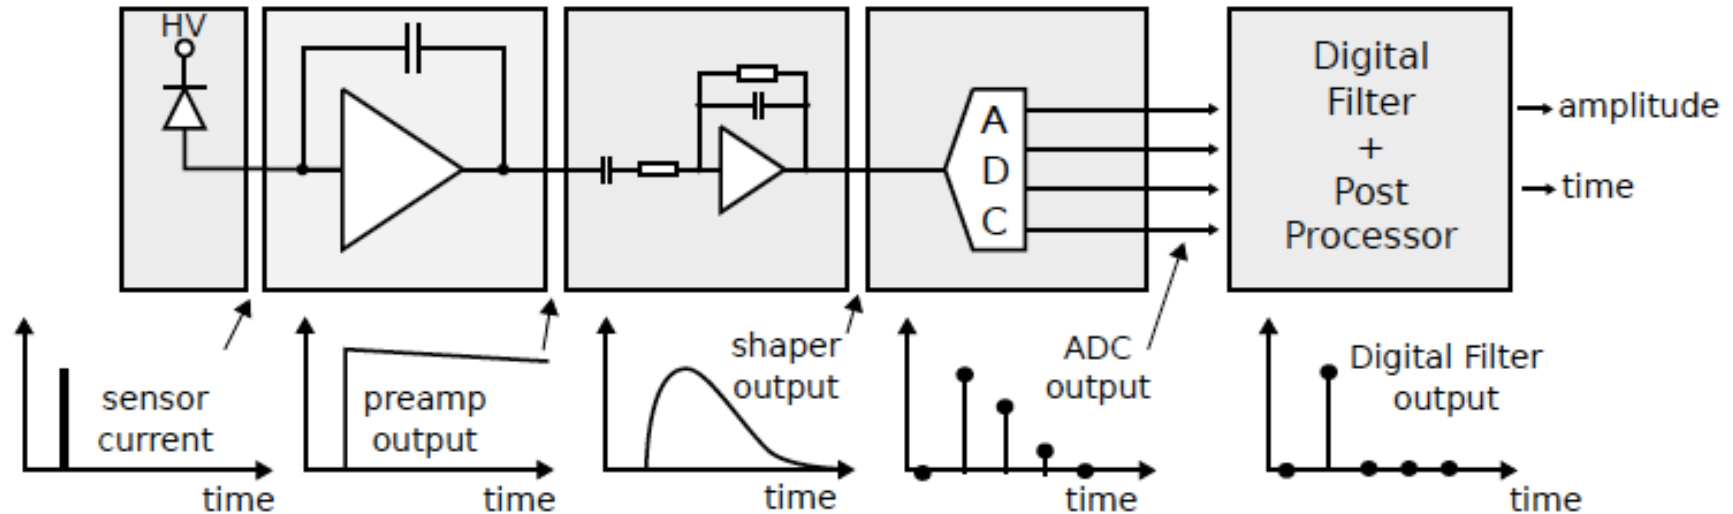 HV
A
D
C
Digital
Filter
+
Post
Processor
amplitude
time
sensor
current
time
preamp
output
time
shaper
output
time
ADC
output
time
Digital Filter
output
time